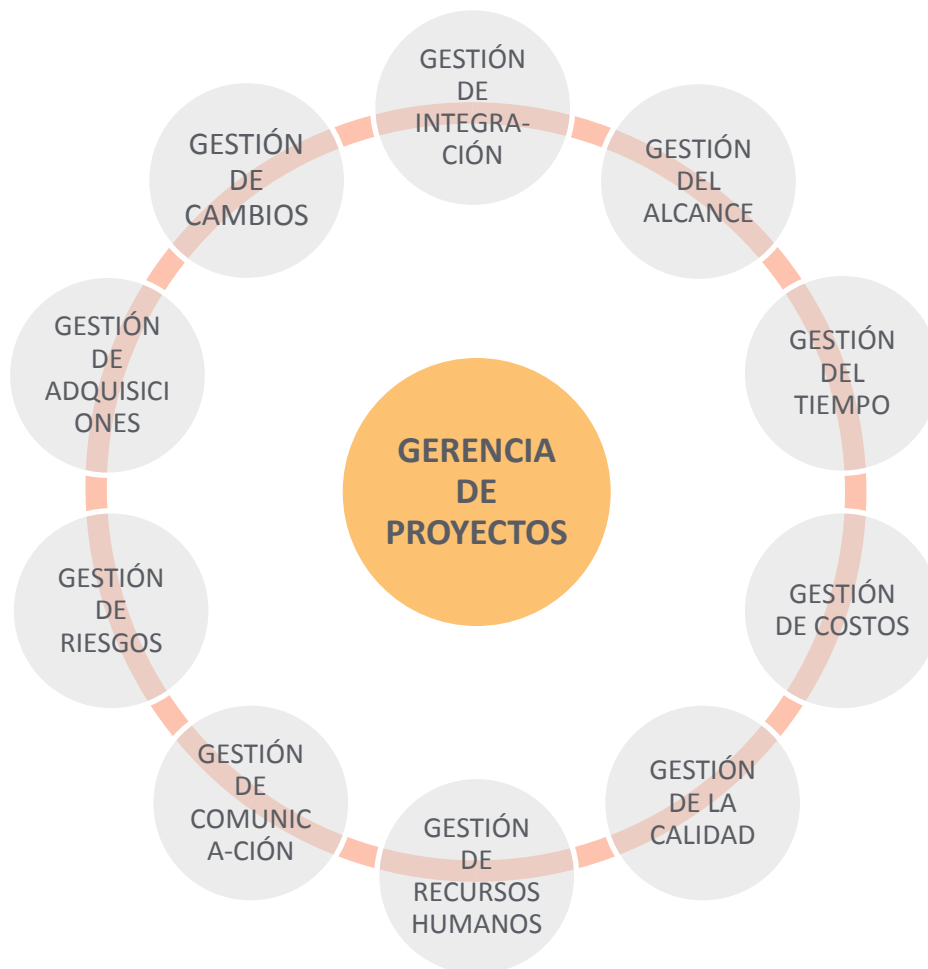 GESTIÓN
DE
INTEGRA-
CIÓN
GESTIÓN
DEL
ALCANCE
GESTIÓN
DEL
TIEMPO
GESTIÓN
DE COSTOS
GESTIÓN
DE LA
CALIDAD
GESTIÓN
DE
RECURSOS
HUMANOS
GESTIÓN
DE
COMUNIC
A-CIÓN
GESTIÓN
DE
RIESGOS
GESTIÓN
DE
ADQUISICI
ONES
GESTIÓN
DE
CAMBIOS
GERENCIA
DE
PROYECTOS